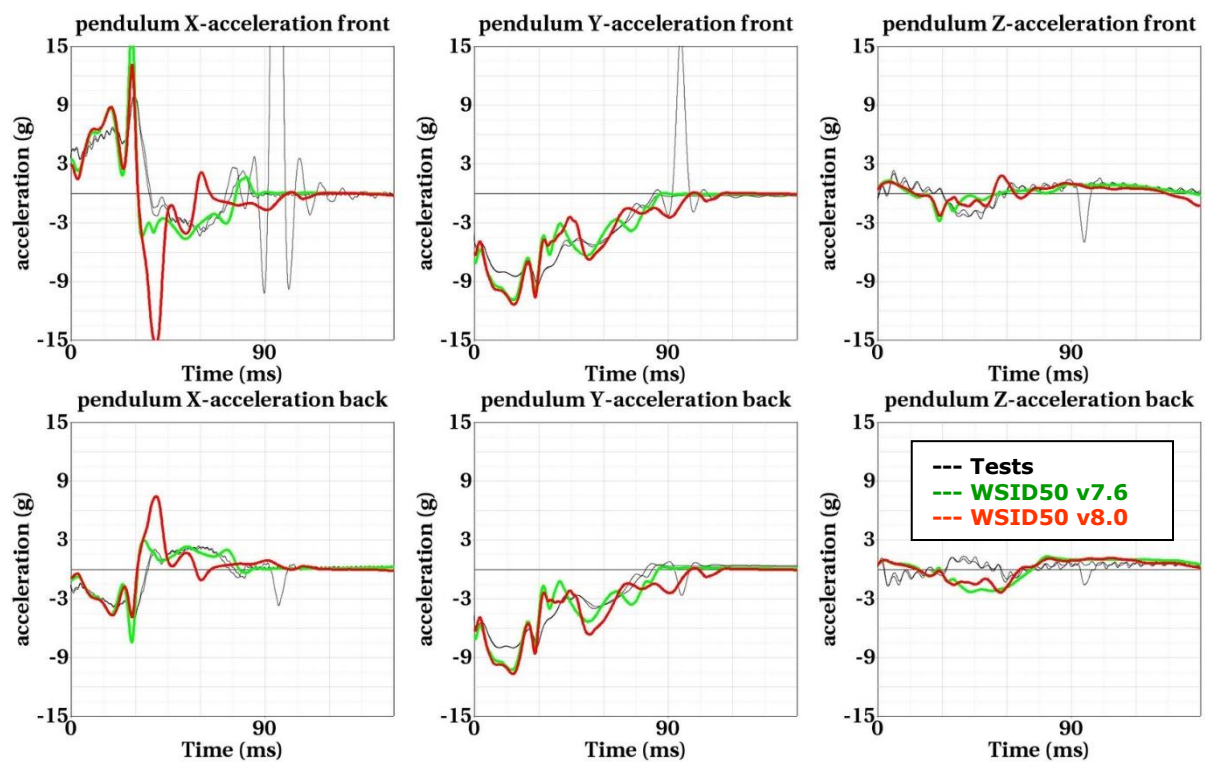 pendulum X-acceleration front
pendulum Y-acceleration front
pendulum Z-acceleration front
acceleration (g)
15
9
3
-3
-9
-15
0
90
Time (ms)
acceleration (g)
15
9
3
-3
-9
-15
0
90
Time (ms)
acceleration (g)
15
9
3
-3
-9
-15
0
90
Time (ms)
pendulum X-acceleration back
pendulum Y-acceleration back
pendulum Z-acceleration back
acceleration (g)
15
9
3
-3
-9
-15
0
90
Time (ms)
acceleration (g)
15
9
3
-3
-9
-15
0
90
Time (ms)
acceleration (g)
15
9
3
-3
-9
-15
0
90
Time (ms)
--- Tests
--- WSID50 v7.6
--- WSID50 v8.0